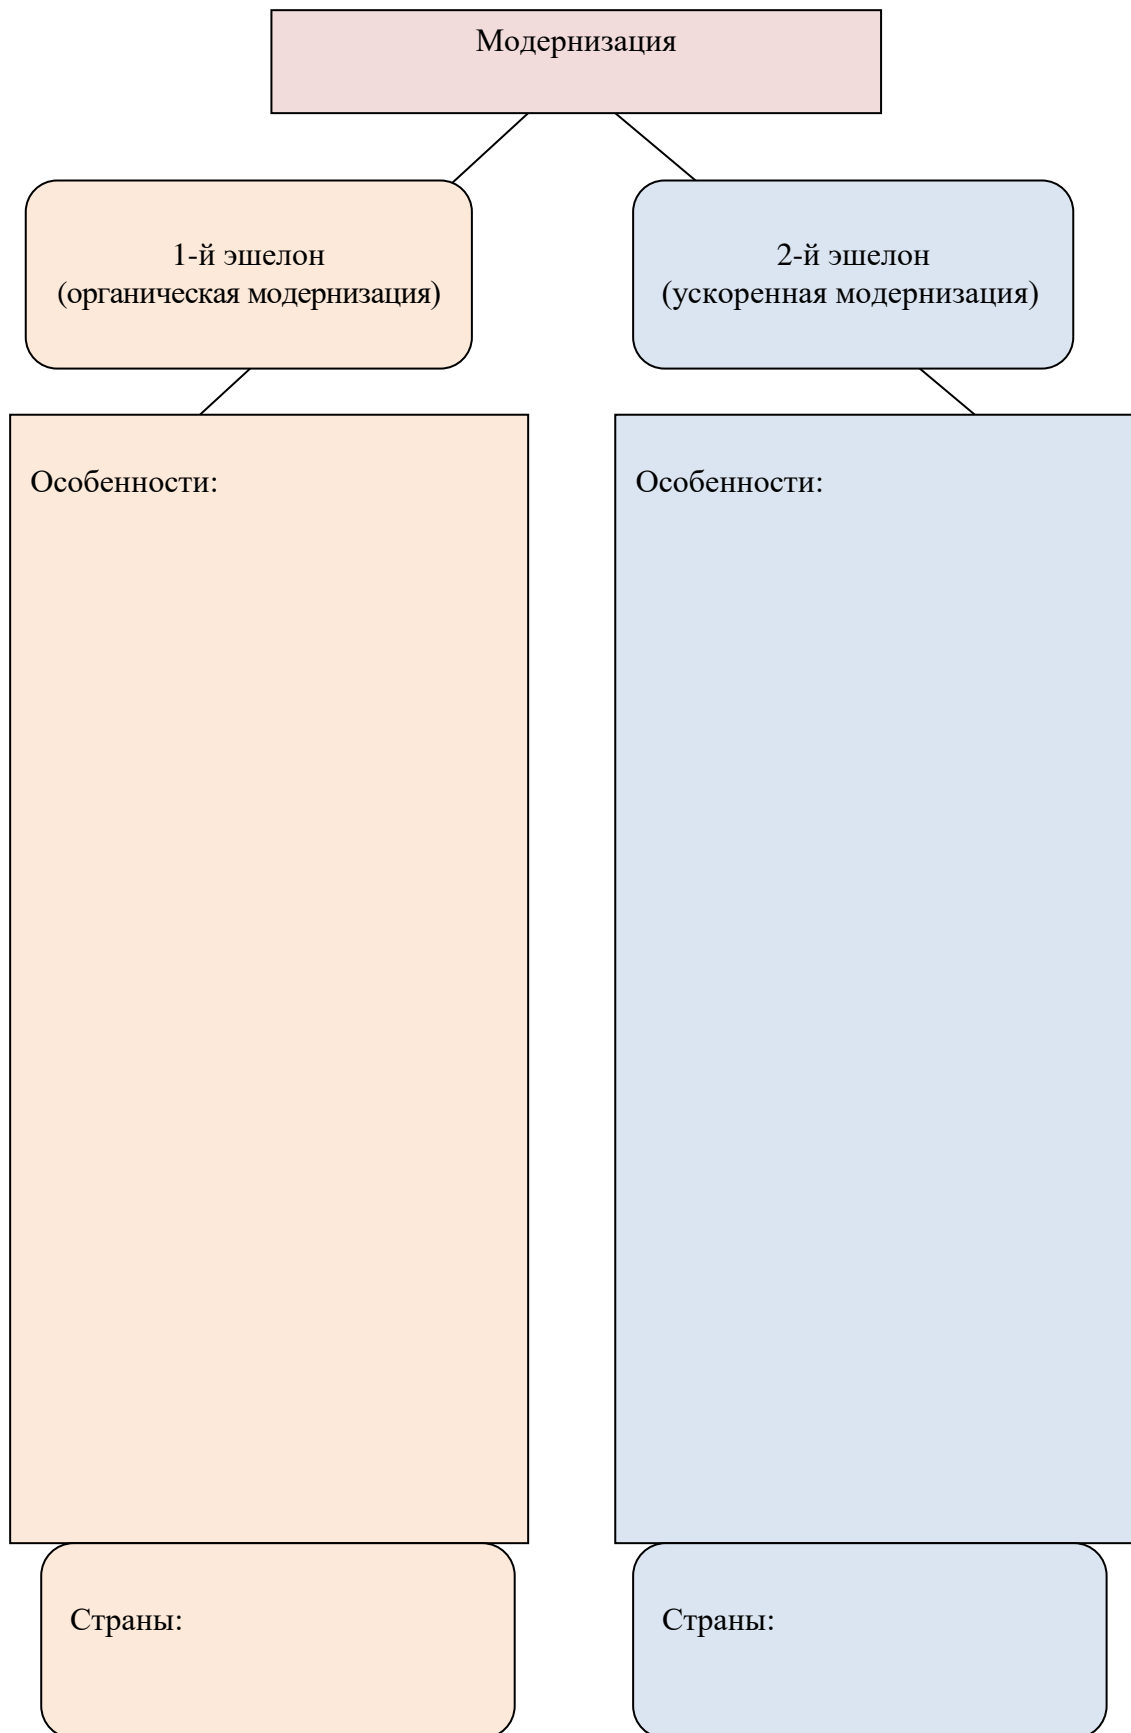 Модернизация
1-й эшелон
(органическая модернизация)
2-й эшелон
(ускоренная модернизация)
Особенности:
Особенности:
Страны:
Страны: